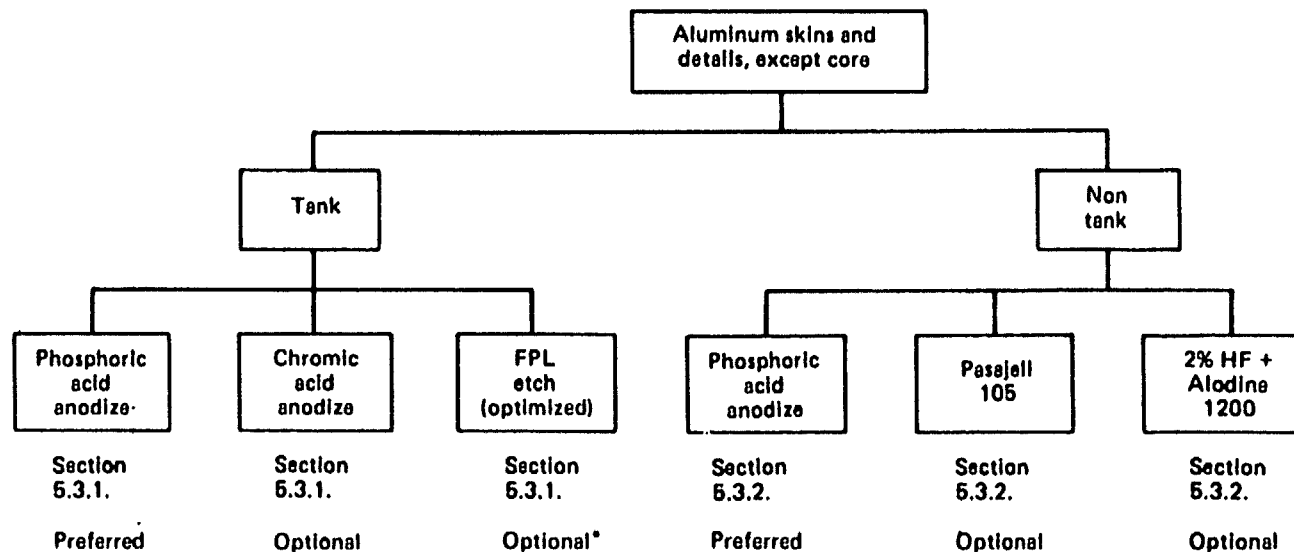 Aluminum skins and
details, except core
Tank
Non
tank
Phosphoric
acid
anodize
Chromic
acid
anodize
FPL
etch
(optimized)
Phosphoric
acid
anodize
Pasajell
105
2% HF +
Alodine
1200
Section
5.3.1.
Section
5.3.1.
Section
5.3.1.
Section
5.3.2.
Section
5.3.2.
Section
5.3.2.
Preferred
Optional
Optional*
Preferred
Optional
Optional